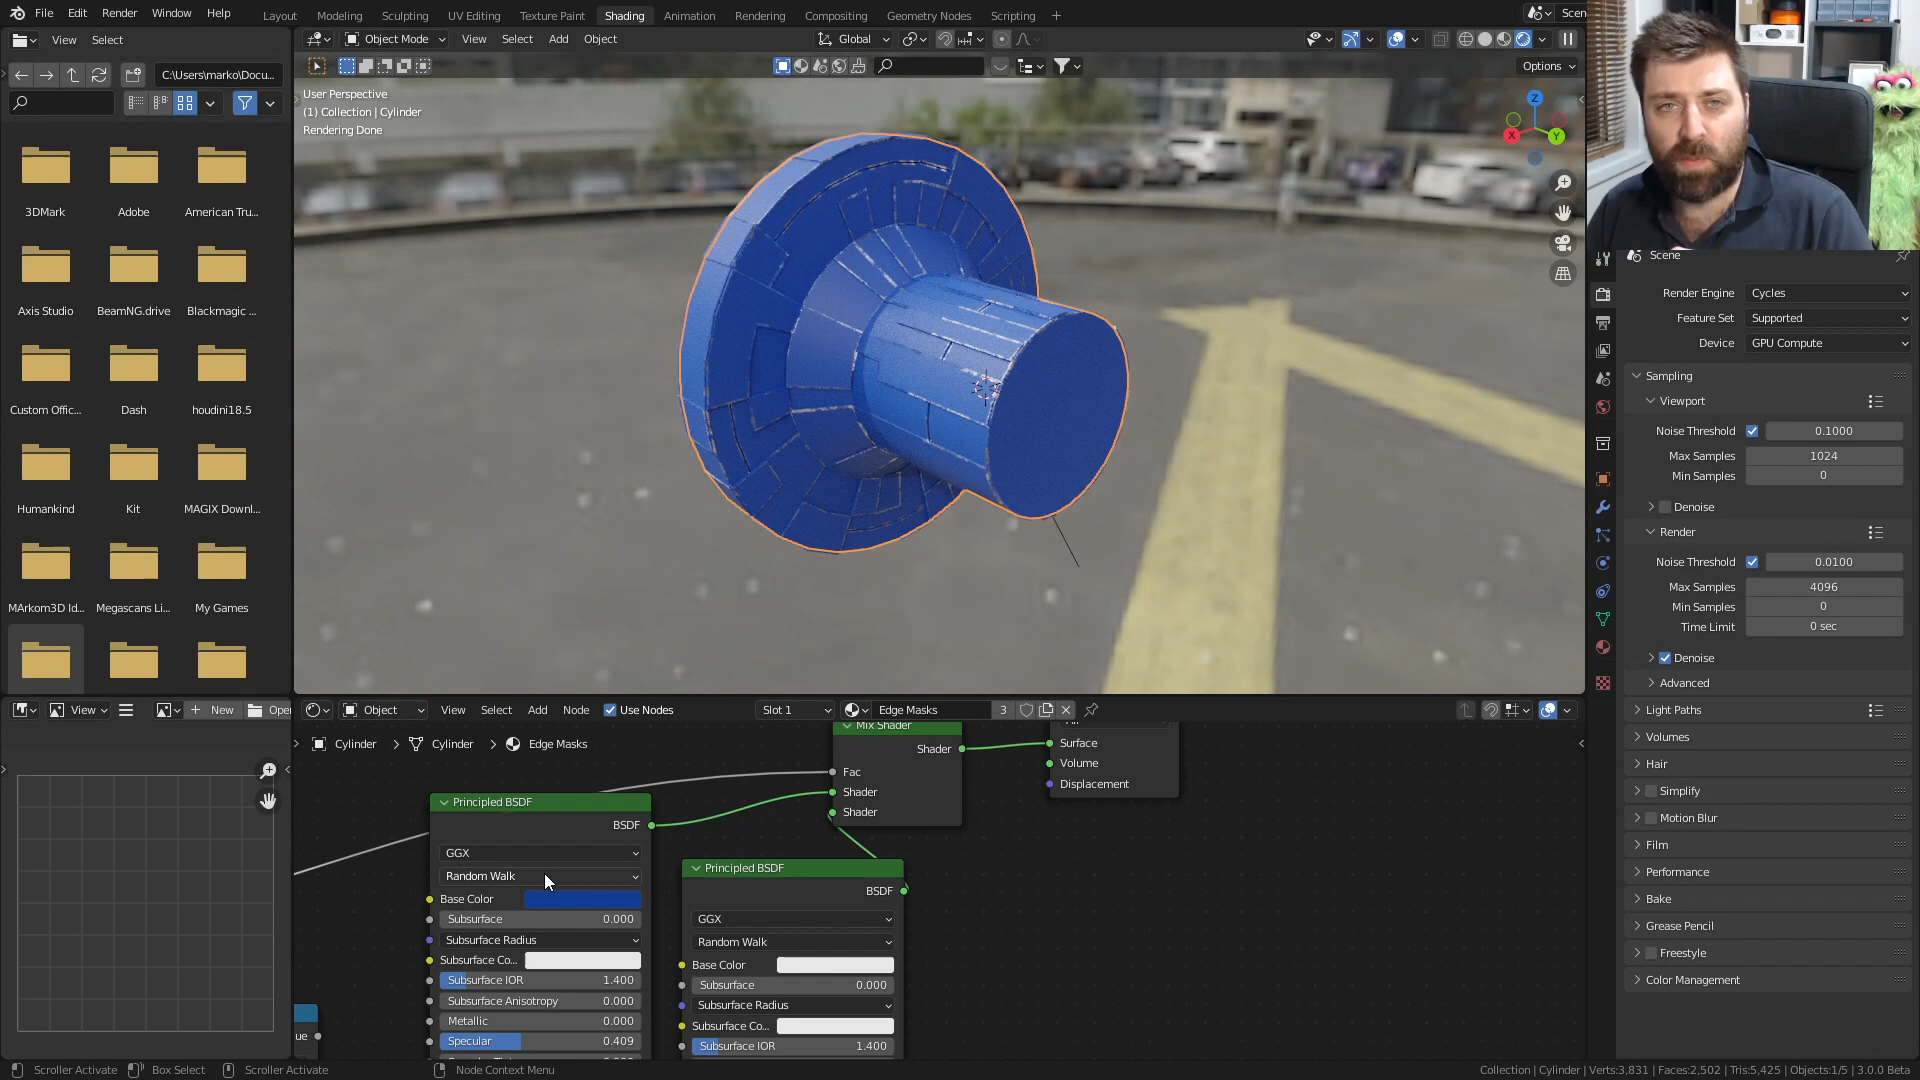 File Edit Render Window Help
Layout Modeling Sculpting UV Editing Texture Paint Shading Animation Rendering Compositing Geometry Nodes Scripting +
Scen
View Select
Object Mode View Select Add Object
Global
C:\Users\marko\Docu...
Options
User Perspective
(1) Collection | Cylinder
Rendering Done
Z
X
Y
3DMark Adobe American Tru...
Axis Studio BeamNG.drive Blackmagic ...
Custom Offic... Dash houdini18.5
Humankind Kit MAGIX Downl...
MArkom3D Id... Megascans Li... My Games
Scene
Render Engine Cycles
Feature Set Supported
Device GPU Compute
Sampling
Viewport
Noise Threshold 0.1000
Max Samples 1024
Min Samples 0
Denoise
Render
Noise Threshold 0.0100
Max Samples 4096
Min Samples 0
Time Limit 0 sec
Denoise
Advanced
Light Paths
Volumes
Hair
Simplify
Motion Blur
Film
Performance
Bake
Grease Pencil
Freestyle
Color Management
View New Open
Object View Select Add Node Use Nodes Slot 1 Edge Masks 3
Cylinder > Cylinder > Edge Masks
Mix Shader
Shader
Fac
Shader
Shader
Surface
Volume
Displacement
Principled BSDF
BSDF
GGX
Random Walk
Base Color
Subsurface 0.000
Subsurface Radius
Subsurface Co...
Subsurface IOR 1.400
Subsurface Anisotropy 0.000
Metallic 0.000
Specular 0.409
Principled BSDF
BSDF
GGX
Random Walk
Base Color
Subsurface 0.000
Subsurface Radius
Subsurface Co...
Subsurface IOR 1.400
ue
Scroller Activate Box Select Scroller Activate Node Context Menu
Collection | Cylinder | Verts:3,831 | Faces:2,502 | Tris:5,425 | Objects:1/5 | 3.0.0 Beta